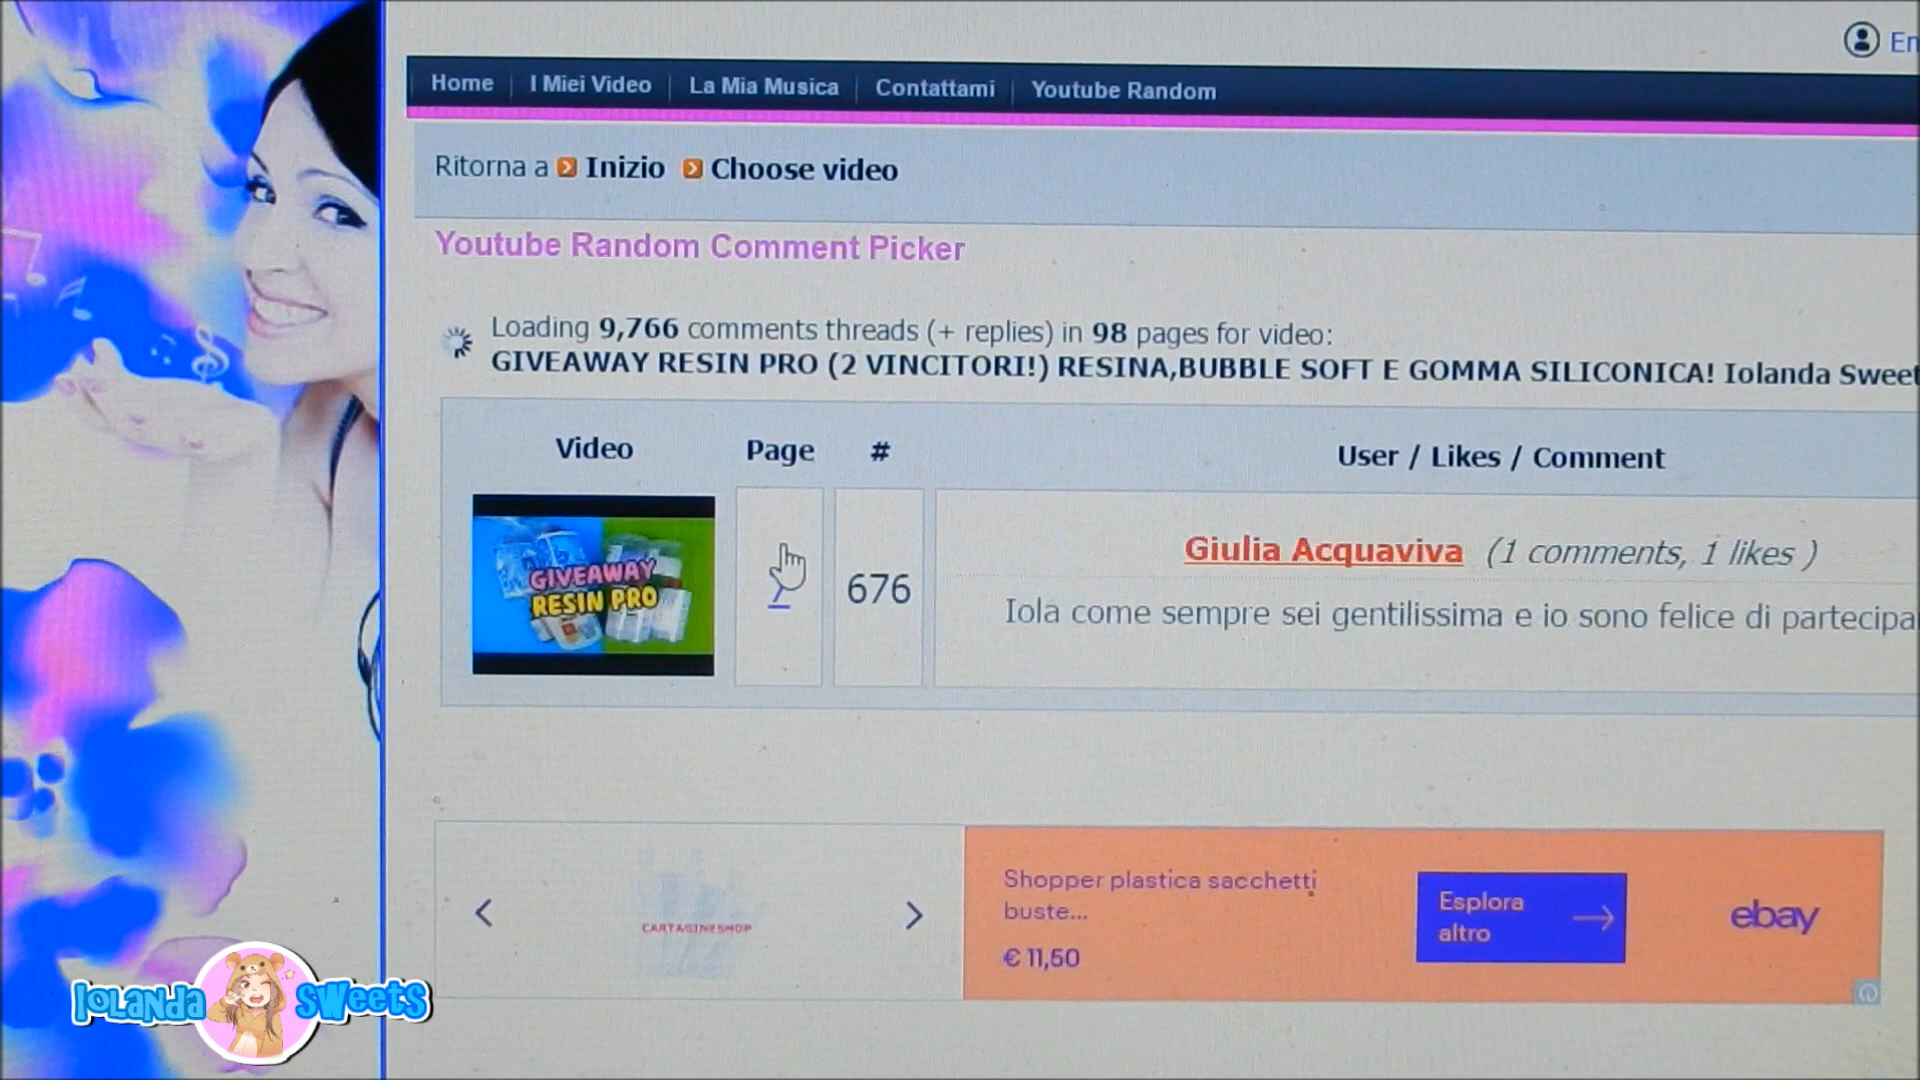 En
Home
I Miei Video
La Mia Musica
Contattami
Youtube Random
Ritorna a Inizio Choose video
Youtube Random Comment Picker
Loading 9,766 comments threads (+ replies) in 98 pages for video:
GIVEAWAY RESIN PRO (2 VINCITORI!) RESINA,BUBBLE SOFT E GOMMA SILICONICA! Iolanda Sweet
Video
Page
#
User / Likes / Comment
GIVEAWAY
RESIN PRO
7
676
Giulia Acquaviva (1 comments, 1 likes )
Iola come sempre sei gentilissima e io sono felice di partecipa
CARTAGINESHOP
Shopper plastica sacchetti
buste...
€ 11,50
Esplora
altro
ebay
Iolanda Sweets